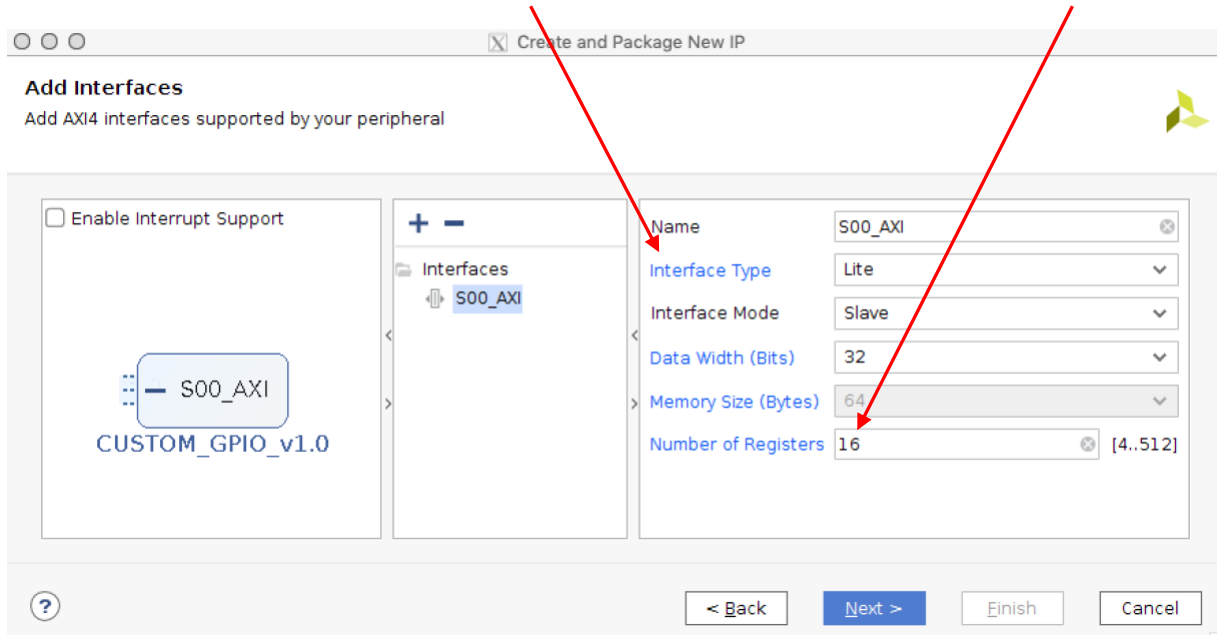 Create and Package New IP
Add Interfaces
Add AXI4 interfaces supported by your peripheral
Enable Interrupt Support
S00_AXI
CUSTOM_GPIO_v1.0
Interfaces
S00_AXI
Name S00_AXI
Interface Type Lite
Interface Mode Slave
Data Width (Bits) 32
Memory Size (Bytes) 64
Number of Registers 16 [4..512]
? < Back Next > Finish Cancel